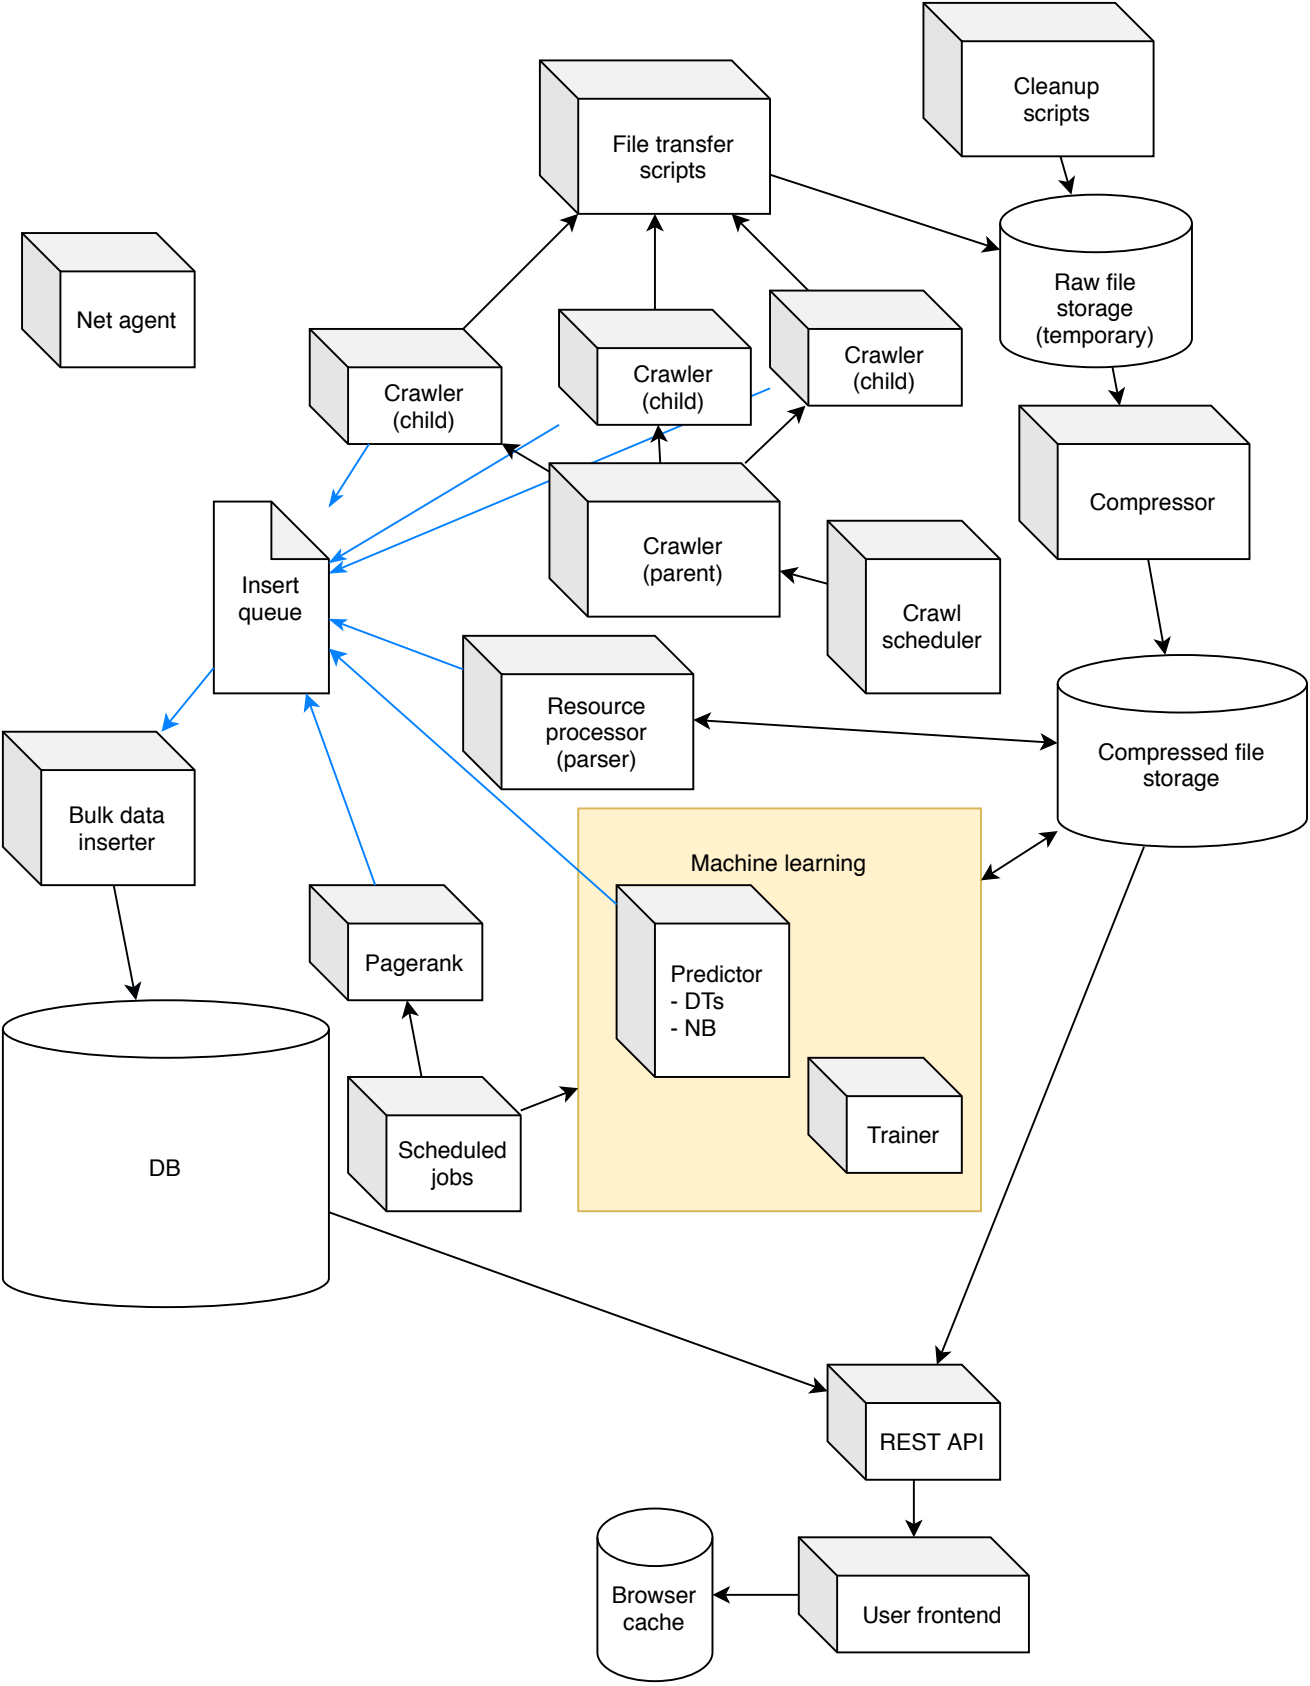 Cleanup
scripts
File transfer
scripts
Raw file
storage
(temporary)
Net agent
Crawler
(child)
Crawler
(child)
Crawler
(child)
Compressor
Crawler
(parent)
Insert
queue
Crawl
scheduler
Resource
processor
(parser)
Compressed file
storage
Bulk data
inserter
Machine learning
Pagerank
Predictor
- DTs
- NB
Trainer
Scheduled
jobs
DB
REST API
Browser
cache
User frontend